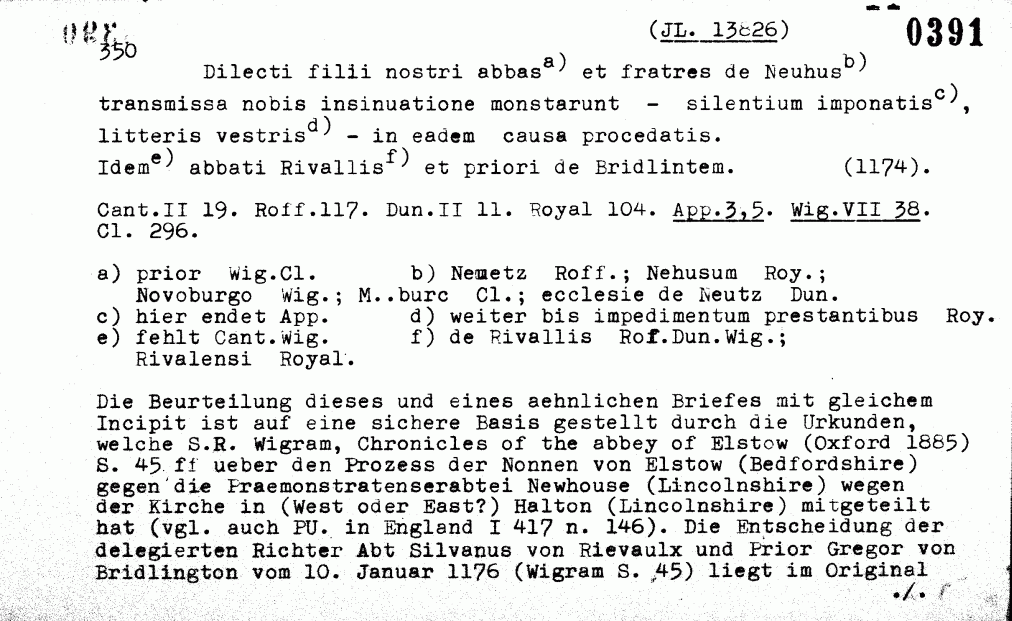 350 (JL. 13826) 0391
Dilecti filii nostri abbasa) et fratres de Neuhusb)
transmissa nobis insinuatione monstarunt - silentium imponatisc),
litteris vestrisd) - in eadem causa procedatis.
Ideme) abbati Rivallisf) et priori de Bridlintem. (1174).
Cant.II 19. Roff.117. Dun.II 11. Royal 104. App.3,5. Wig.VII 38.
Cl. 296.
a) prior Wig.Cl. b) Nemetz Roff.; Nehusum Roy.;
Novoburgo Wig.; M..burc Cl.; ecclesie de Neutz Dun.
c) hier endet App. d) weiter bis impedimentum prestantibus Roy.
e) fehlt Cant.Wig. f) de Rivallis Rof.Dun.Wig.;
Rivalensi Royal.
Die Beurteilung dieses und eines aehnlichen Briefes mit gleichem
Incipit ist auf eine sichere Basis gestellt durch die Urkunden,
welche S.R. Wigram, Chronicles of the abbey of Elstow (Oxford 1885)
S. 45 ff ueber den Prozess der Nonnen von Elstow (Bedfordshire)
gegen die Praemonstratenserabtei Newhouse (Lincolnshire) wegen
der Kirche in (West oder East?) Halton (Lincolnshire) mitgeteilt
hat (vgl. auch PU. in England I 417 n. 146). Die Entscheidung der
delegierten Richter Abt Silvanus von Rievaulx und Prior Gregor von
Bridlington vom 10. Januar 1176 (Wigram S. 45) liegt im Original
./.